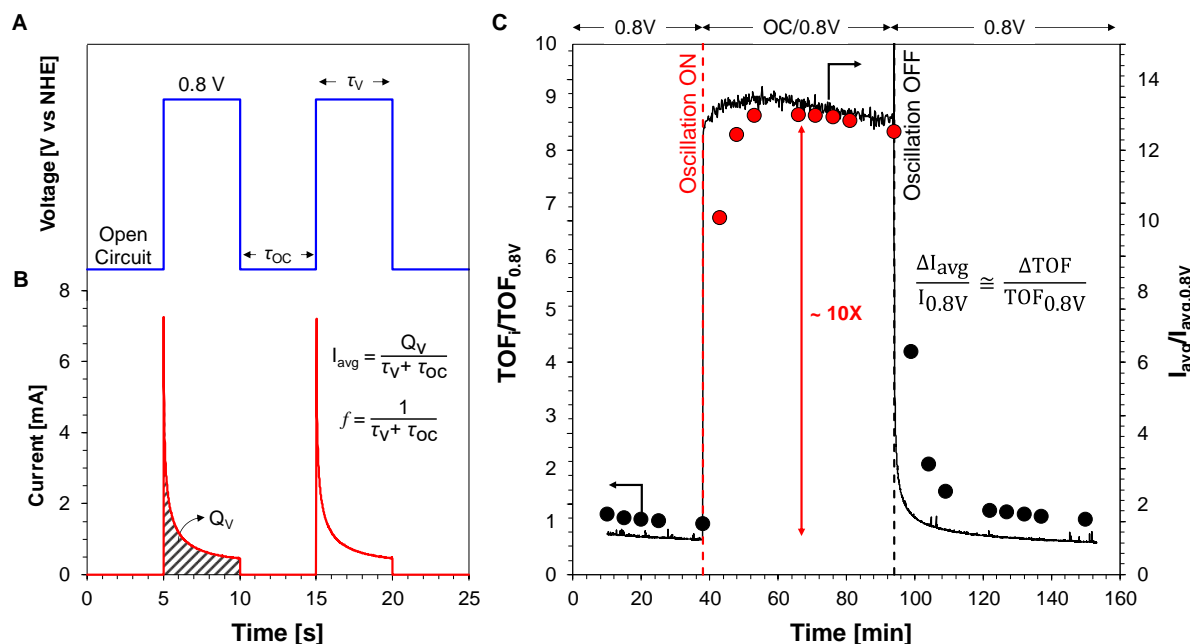 A
Voltage [V vs NHE]
0.8 V
τV
Open
Circuit
τOC
B
Current [mA]
8
6
4
2
0
Iavg = QV / τV+ τOC
f = 1 / τV+ τOC
QV
0 5 10 15 20 25
Time [s]
C
0.8V OC/0.8V 0.8V
TOFi/TOF0.8V
10
9
8
7
6
5
4
3
2
1
0
Oscillation ON
Oscillation OFF
~ 10X
ΔIavg / I0.8V ≅ ΔTOF / TOF0.8V
14
12
10
8
6
4
2
0
Iavg/Iavg,0.8V
0 20 40 60 80 100 120 140 160
Time [min]